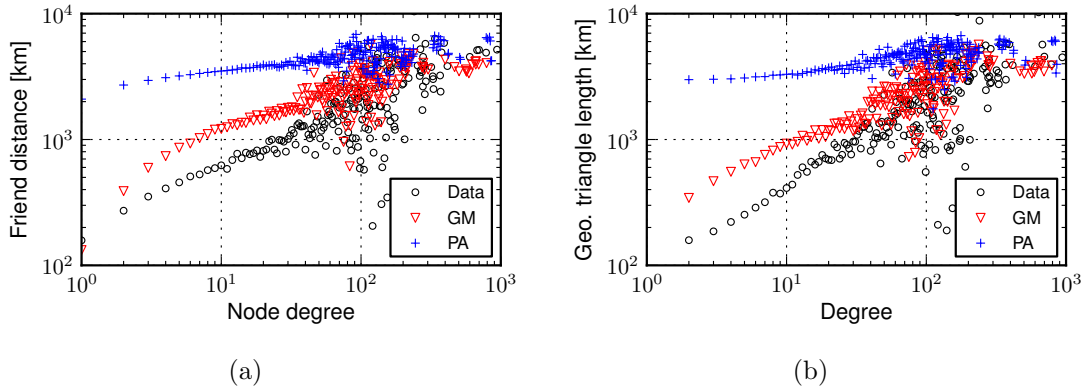 10^4
10^3
10^2
Friend distance [km]
Data
GM
PA
10^0
10^1
10^2
10^3
Node degree
(a)
10^4
10^3
10^2
Geo. triangle length [km]
Data
GM
PA
10^0
10^1
10^2
10^3
Degree
(b)